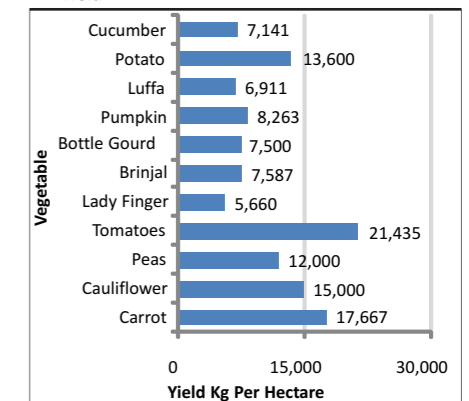 Cucumber 7,141
Potato 13,600
Luffa 6,911
Pumpkin 8,263
Bottle Gourd 7,500
Brinjal 7,587
Lady Finger 5,660
Tomatoes 21,435
Peas 12,000
Cauliflower 15,000
Carrot 17,667
Vegetable
0 15,000 30,000
Yield Kg Per Hectare